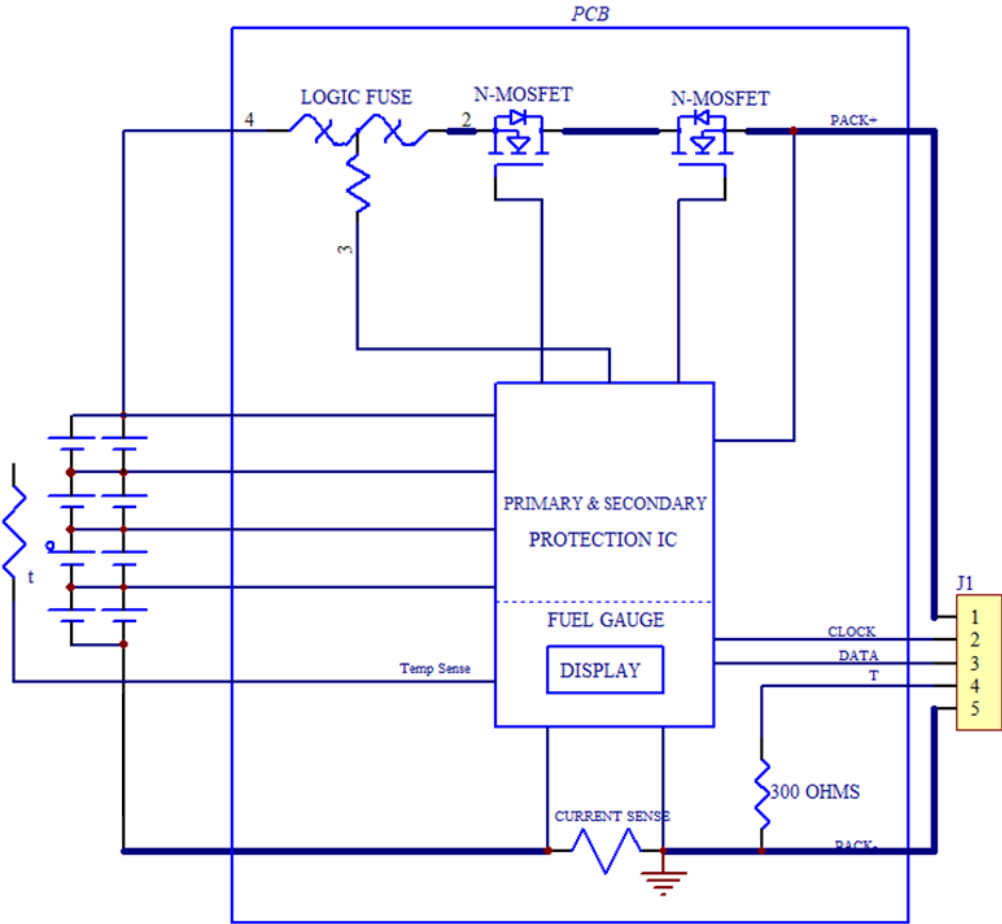 PCB
LOGIC FUSE
N-MOSFET
N-MOSFET
4
2
PACK+
3
PRIMARY & SECONDARY
PROTECTION IC
t
J1
FUEL GAUGE
1
CLOCK
2
DATA
3
Temp Sense
DISPLAY
T
4
5
300 OHMS
CURRENT SENSE
PACK-